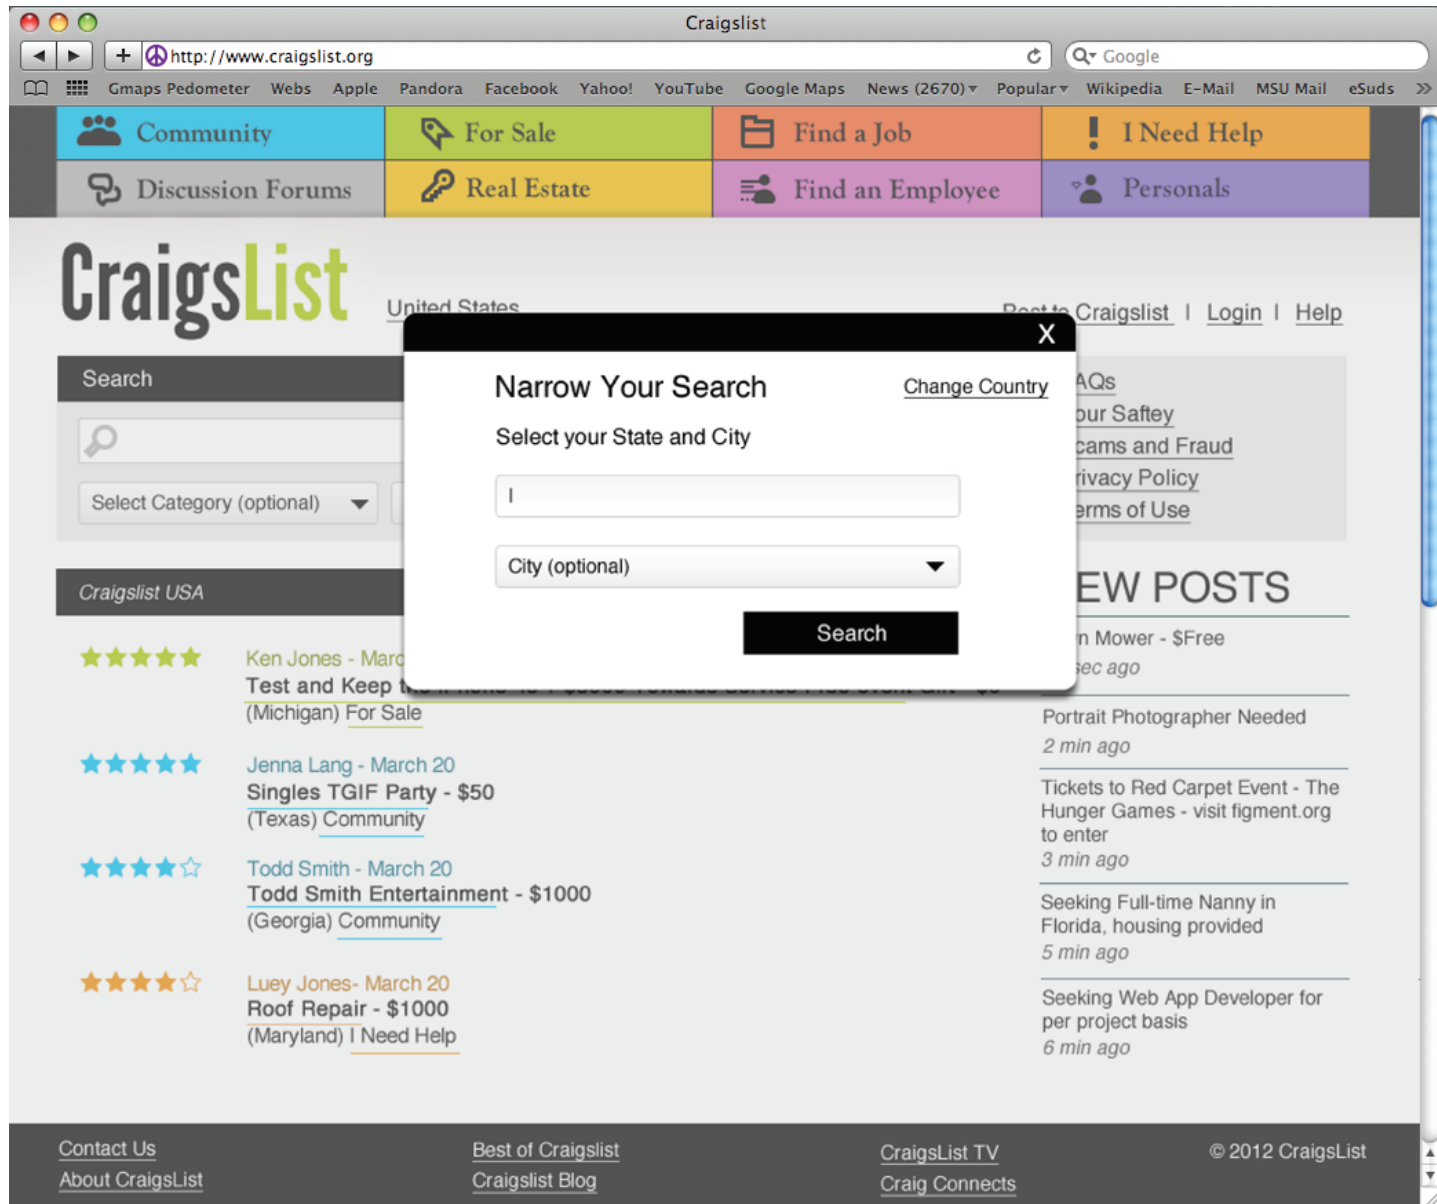 Craigslist
http://www.craigslist.org
Google
Gmaps Pedometer Webs Apple Pandora Facebook Yahoo! YouTube Google Maps News (2670) Popular Wikipedia E-Mail MSU Mail eSuds
Community For Sale Find a Job I Need Help
Discussion Forums Real Estate Find an Employee Personals
CraigsList
United States
to Craigslist | Login | Help
X
Search
Narrow Your Search
Change Country
Select your State and City
City (optional)
Search
Select Category (optional)
AQs
our Saftey
cams and Fraud
rivacy Policy
erms of Use
Craigslist USA
Ken Jones - Marc
Test and Keep
(Michigan) For Sale
Jenna Lang - March 20
Singles TGIF Party - $50
(Texas) Community
Todd Smith - March 20
Todd Smith Entertainment - $1000
(Georgia) Community
Luey Jones- March 20
Roof Repair - $1000
(Maryland) I Need Help
EW POSTS
n Mower - $Free
sec ago
Portrait Photographer Needed
2 min ago
Tickets to Red Carpet Event - The
Hunger Games - visit figment.org
to enter
3 min ago
Seeking Full-time Nanny in
Florida, housing provided
5 min ago
Seeking Web App Developer for
per project basis
6 min ago
Contact Us
About CraigsList
Best of Craigslist
Craigslist Blog
CraigsList TV
Craig Connects
© 2012 CraigsList